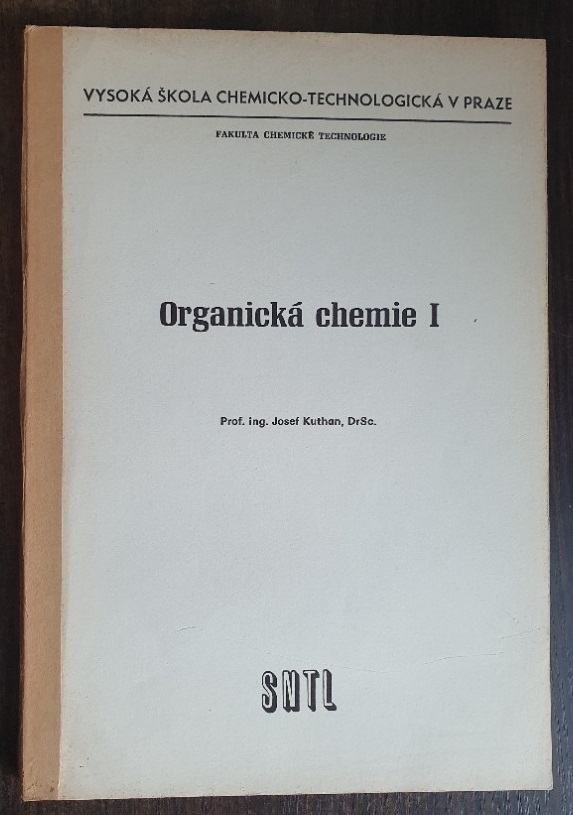 VYSOKÁ ŠKOLA CHEMICKO-TECHNOLOGICKÁ V PRAZE
FAKULTA CHEMICKÉ TECHNOLOGIE
Organická chemie I
Prof. ing. Josef Kuthan, DrSc.
SNTL